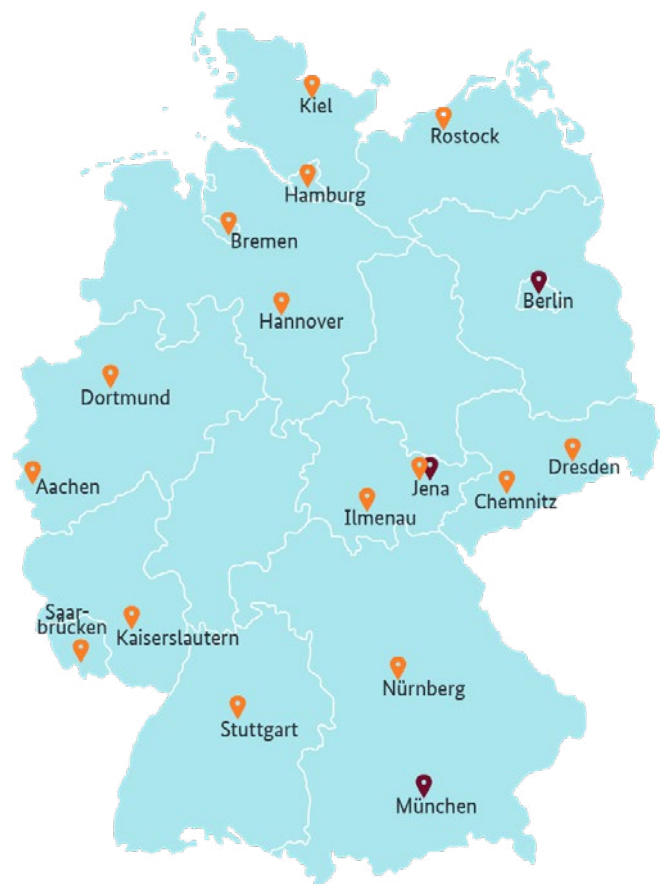 Kiel
Rostock
Hamburg
Bremen
Berlin
Hannover
Dortmund
Dresden
Aachen
Jena
Chemnitz
Ilmenau
Saar-
brücken
Kaiserslautern
Nürnberg
Stuttgart
München